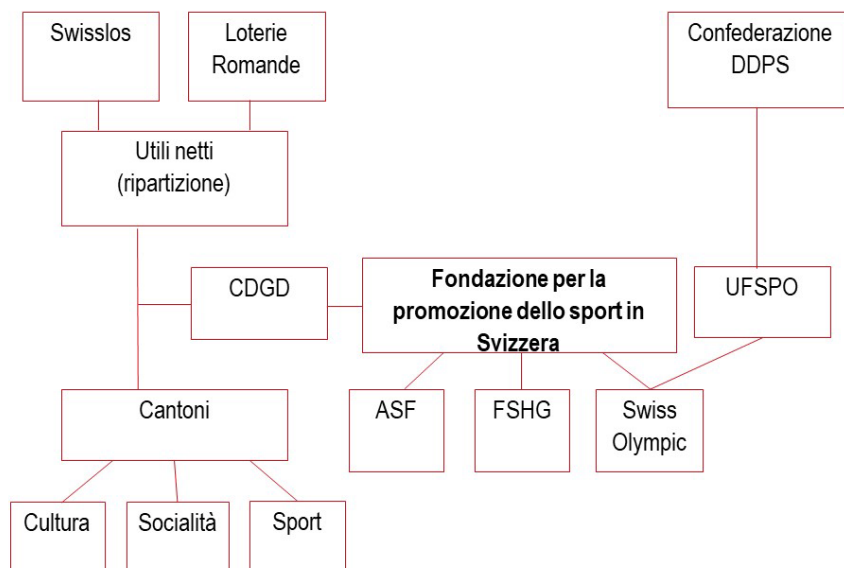 Swisslos
Loterie
Romande
Confederazione
DDPS
Utili netti
(ripartizione)
CDGD
Fondazione per la
promozione dello sport in
Svizzera
UFSPO
Cantoni
ASF
FSHG
Swiss
Olympic
Cultura
Socialità
Sport